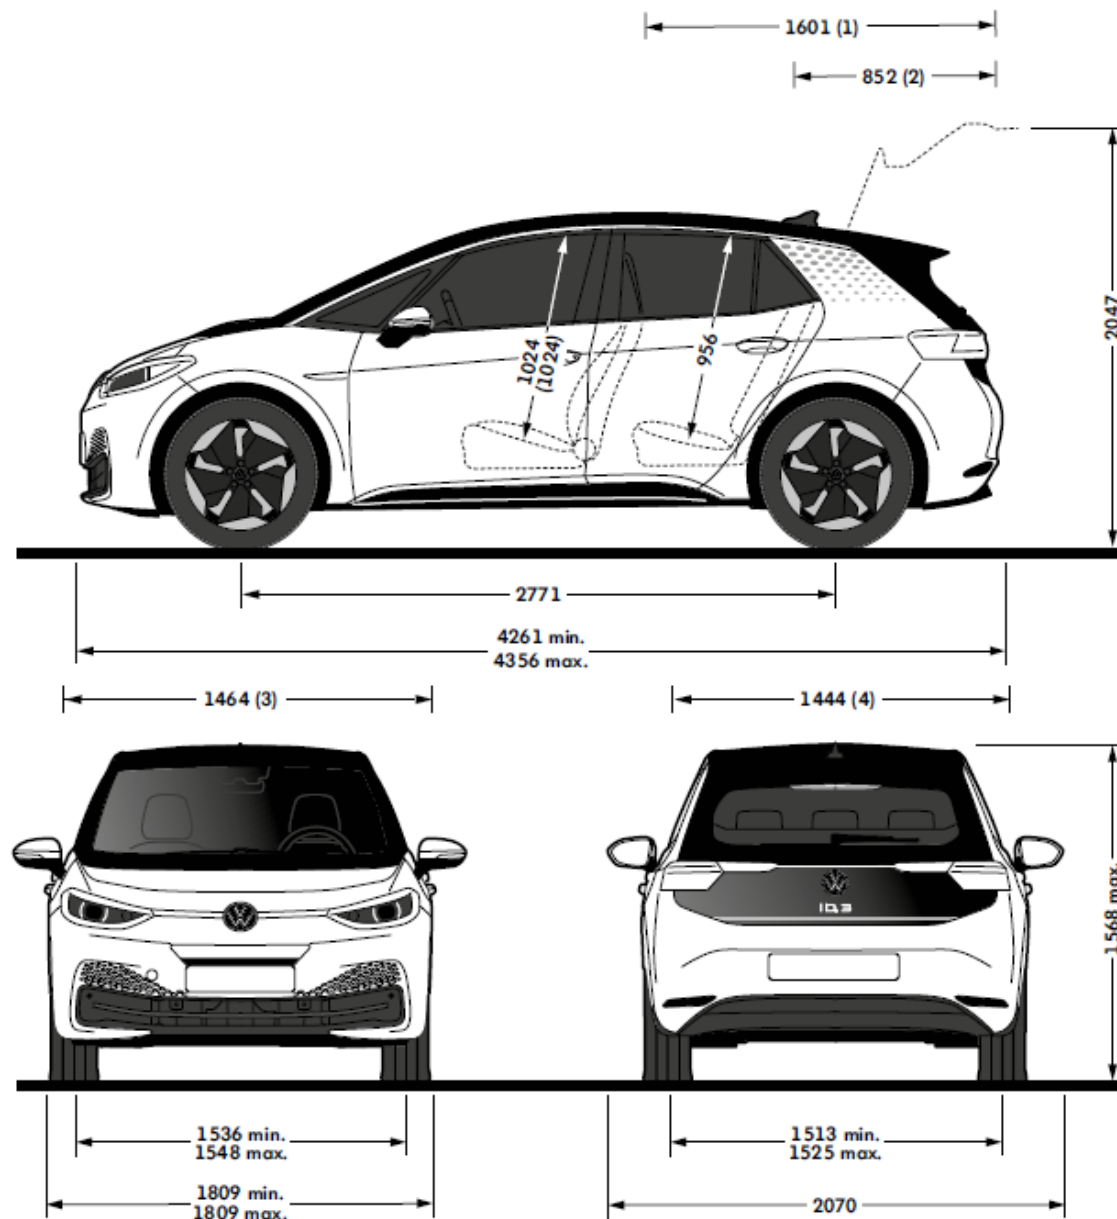 1601 (1)
852 (2)
1024
(1024)
956
2047
2771
4261 min.
4356 max.
1464 (3)
1444 (4)
1568 max.
ID.3
1536 min.
1548 max.
1513 min.
1525 max.
1809 min.
1809 max.
2070